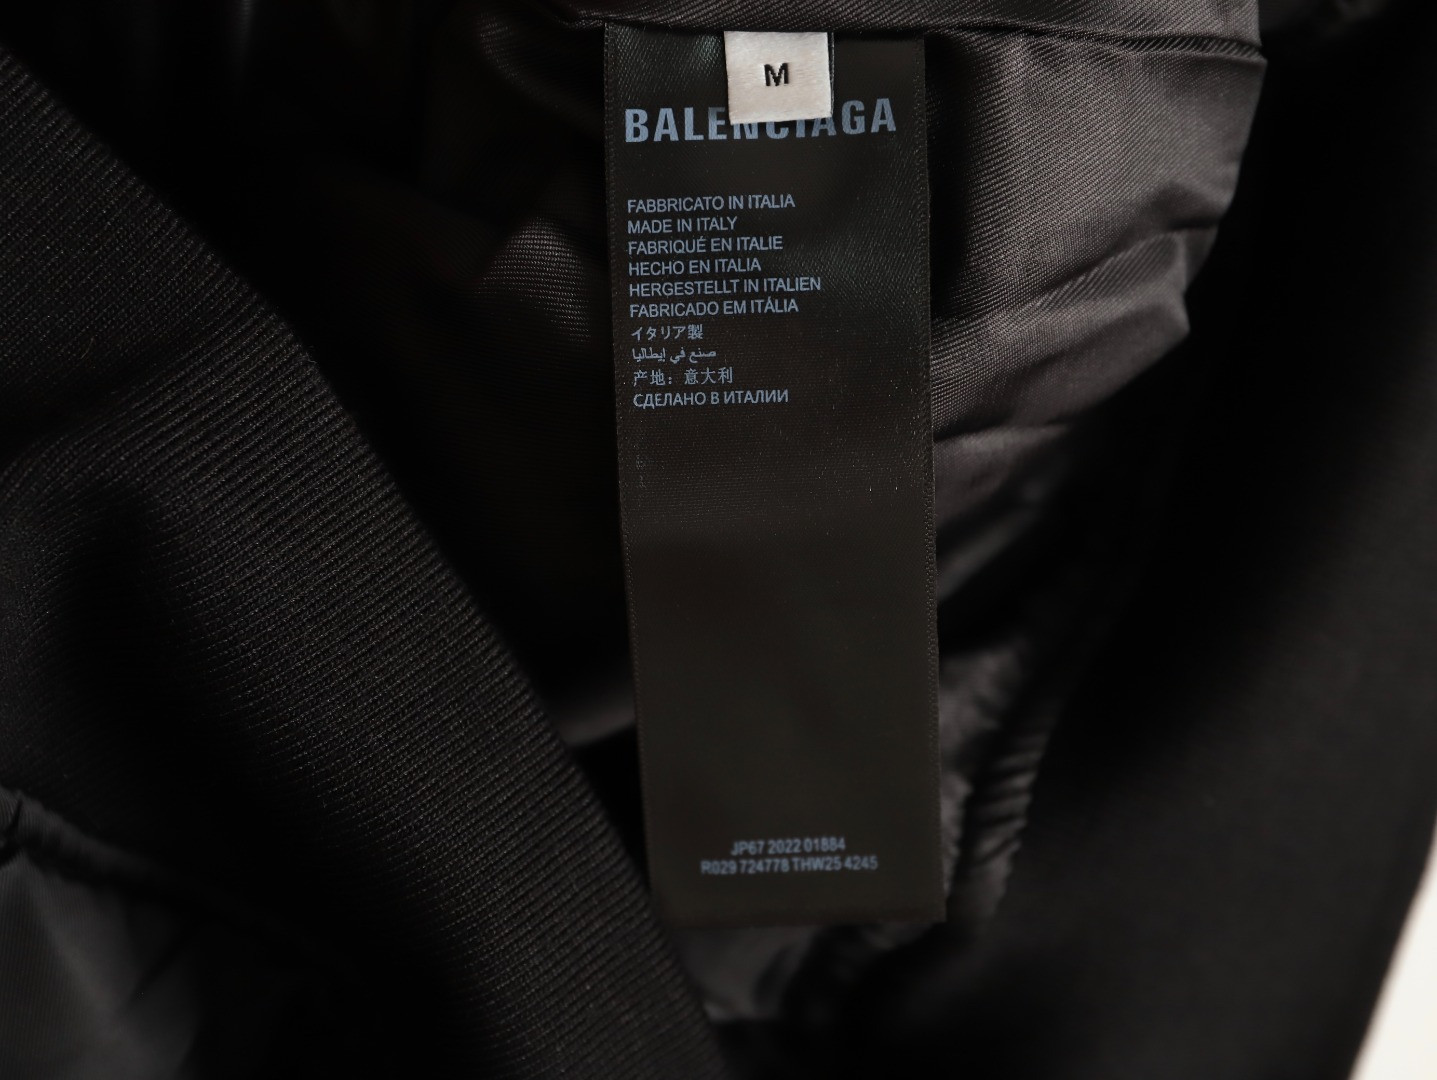 M
BALENCIAGA
FABBRICATO IN ITALIA
MADE IN ITALY
FABRIQUÉ EN ITALIE
HECHO EN ITALIA
HERGESTELLT IN ITALIEN
FABRICADO EM ITÁLIA
イタリア製
صنع في إيطاليا
产地：意大利
СДЕЛАНО В ИТАЛИИ
JP67 2022 01884
R029 724778 THW25 4245